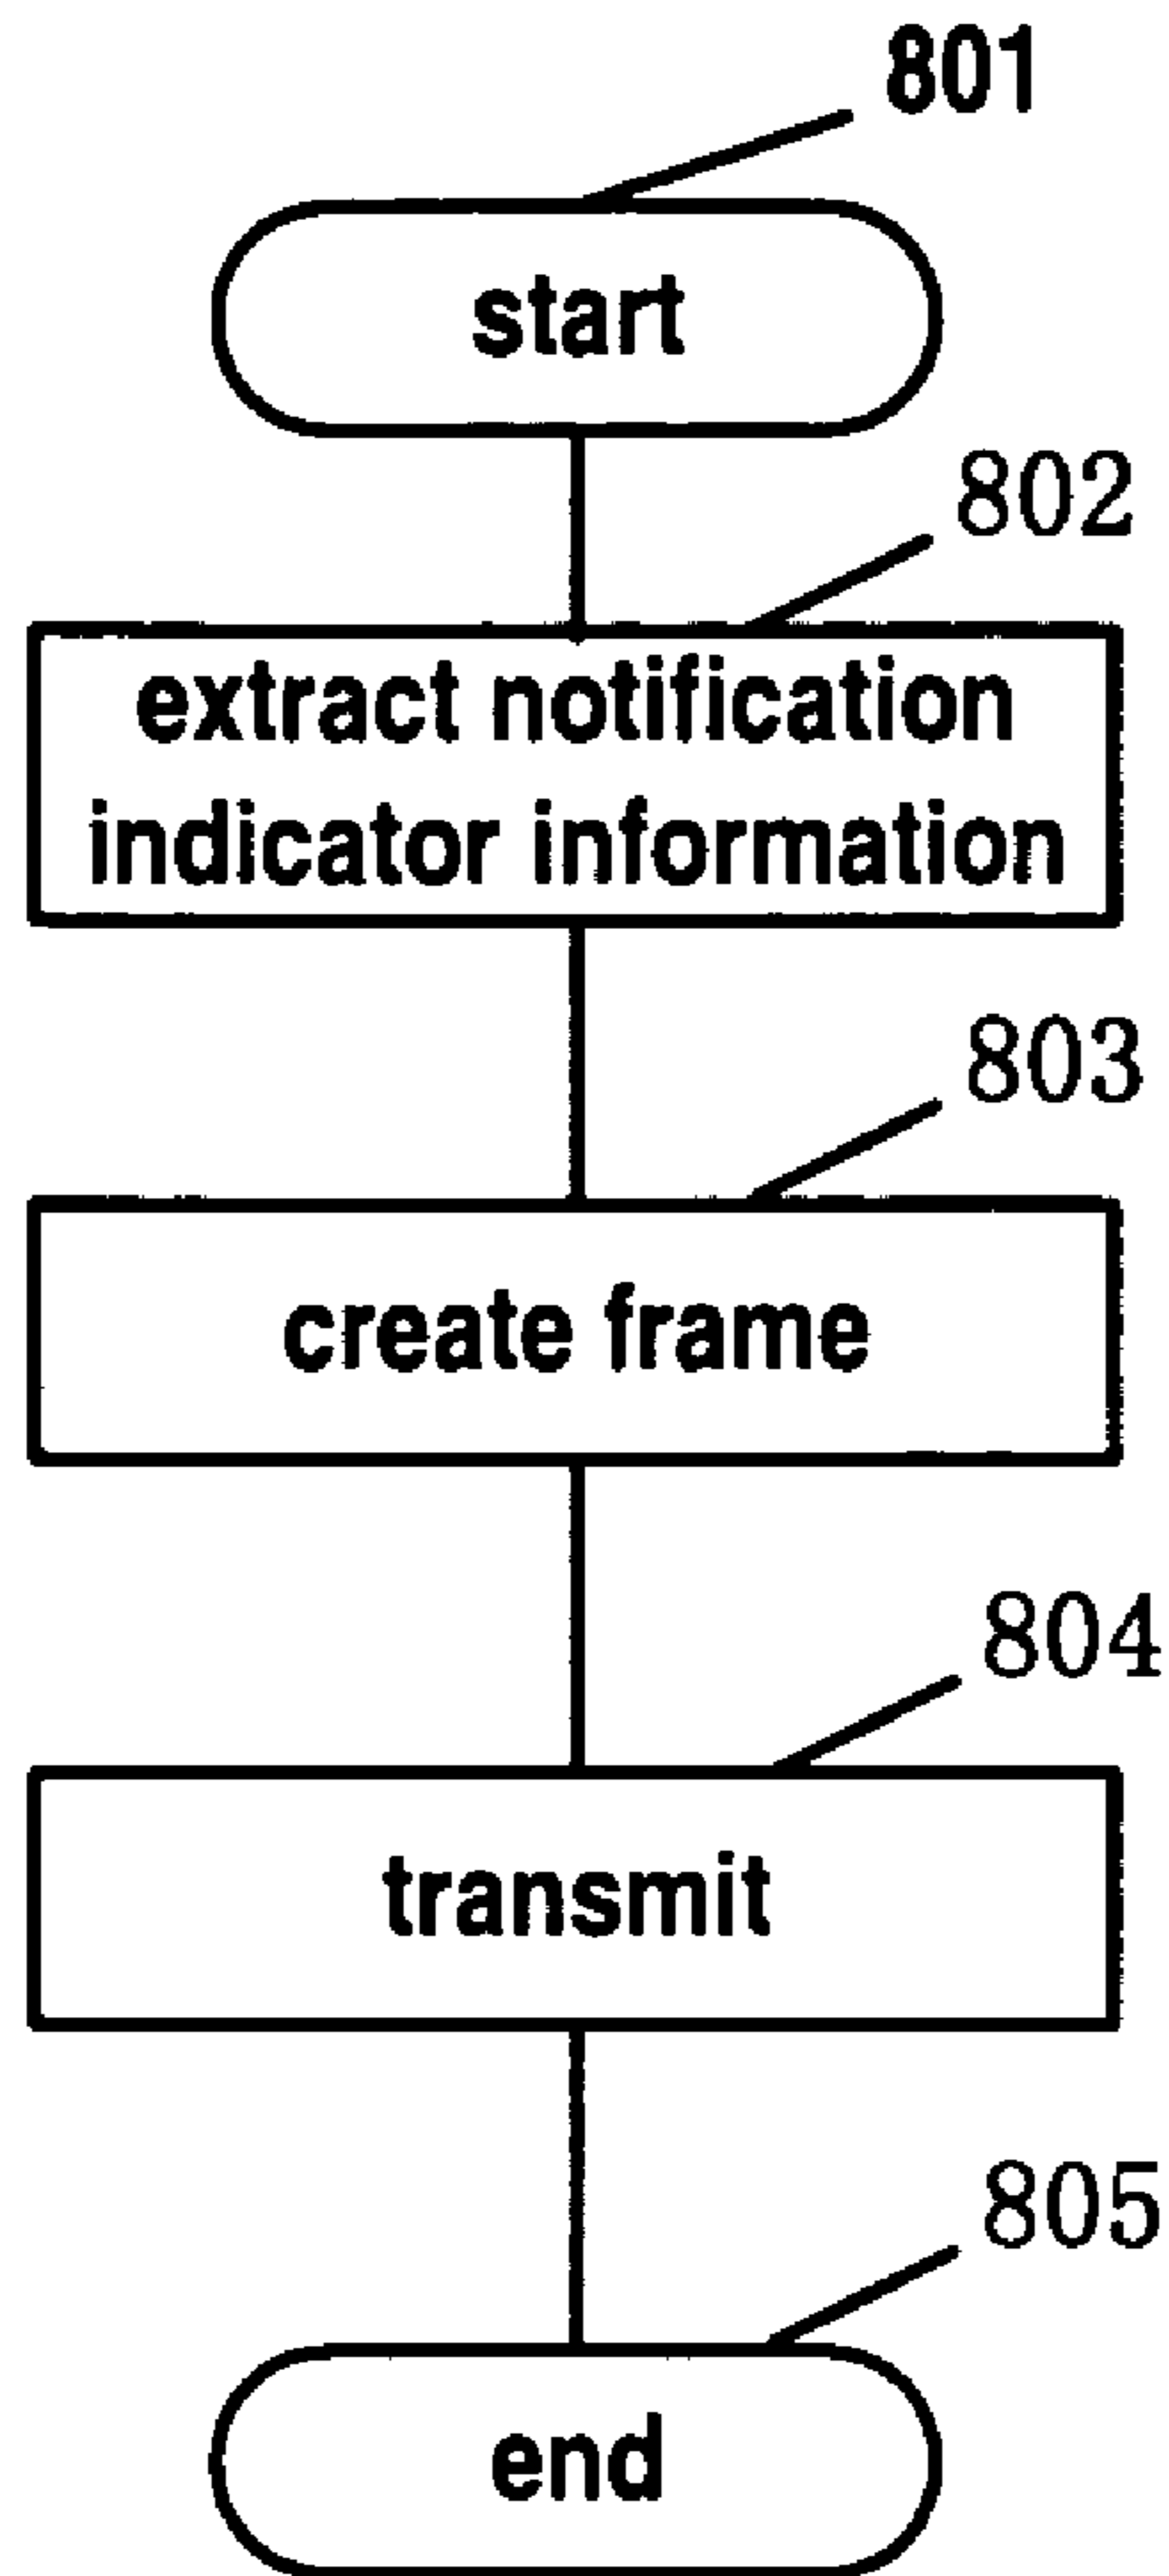 801
start
802
extract notification
indicator information
803
create frame
804
transmit
805
end